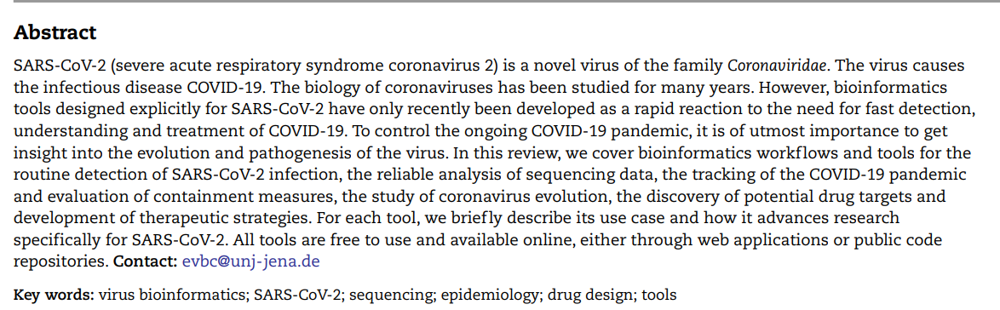 Abstract
SARS-CoV-2 (severe acute respiratory syndrome coronavirus 2) is a novel virus of the family Coronaviridae. The virus causes
the infectious disease COVID-19. The biology of coronaviruses has been studied for many years. However, bioinformatics
tools designed explicitly for SARS-CoV-2 have only recently been developed as a rapid reaction to the need for fast detection,
understanding and treatment of COVID-19. To control the ongoing COVID-19 pandemic, it is of utmost importance to get
insight into the evolution and pathogenesis of the virus. In this review, we cover bioinformatics workflows and tools for the
routine detection of SARS-CoV-2 infection, the reliable analysis of sequencing data, the tracking of the COVID-19 pandemic
and evaluation of containment measures, the study of coronavirus evolution, the discovery of potential drug targets and
development of therapeutic strategies. For each tool, we briefly describe its use case and how it advances research
specifically for SARS-CoV-2. All tools are free to use and available online, either through web applications or public code
repositories. Contact: evbc@unj-jena.de
Key words: virus bioinformatics; SARS-CoV-2; sequencing; epidemiology; drug design; tools